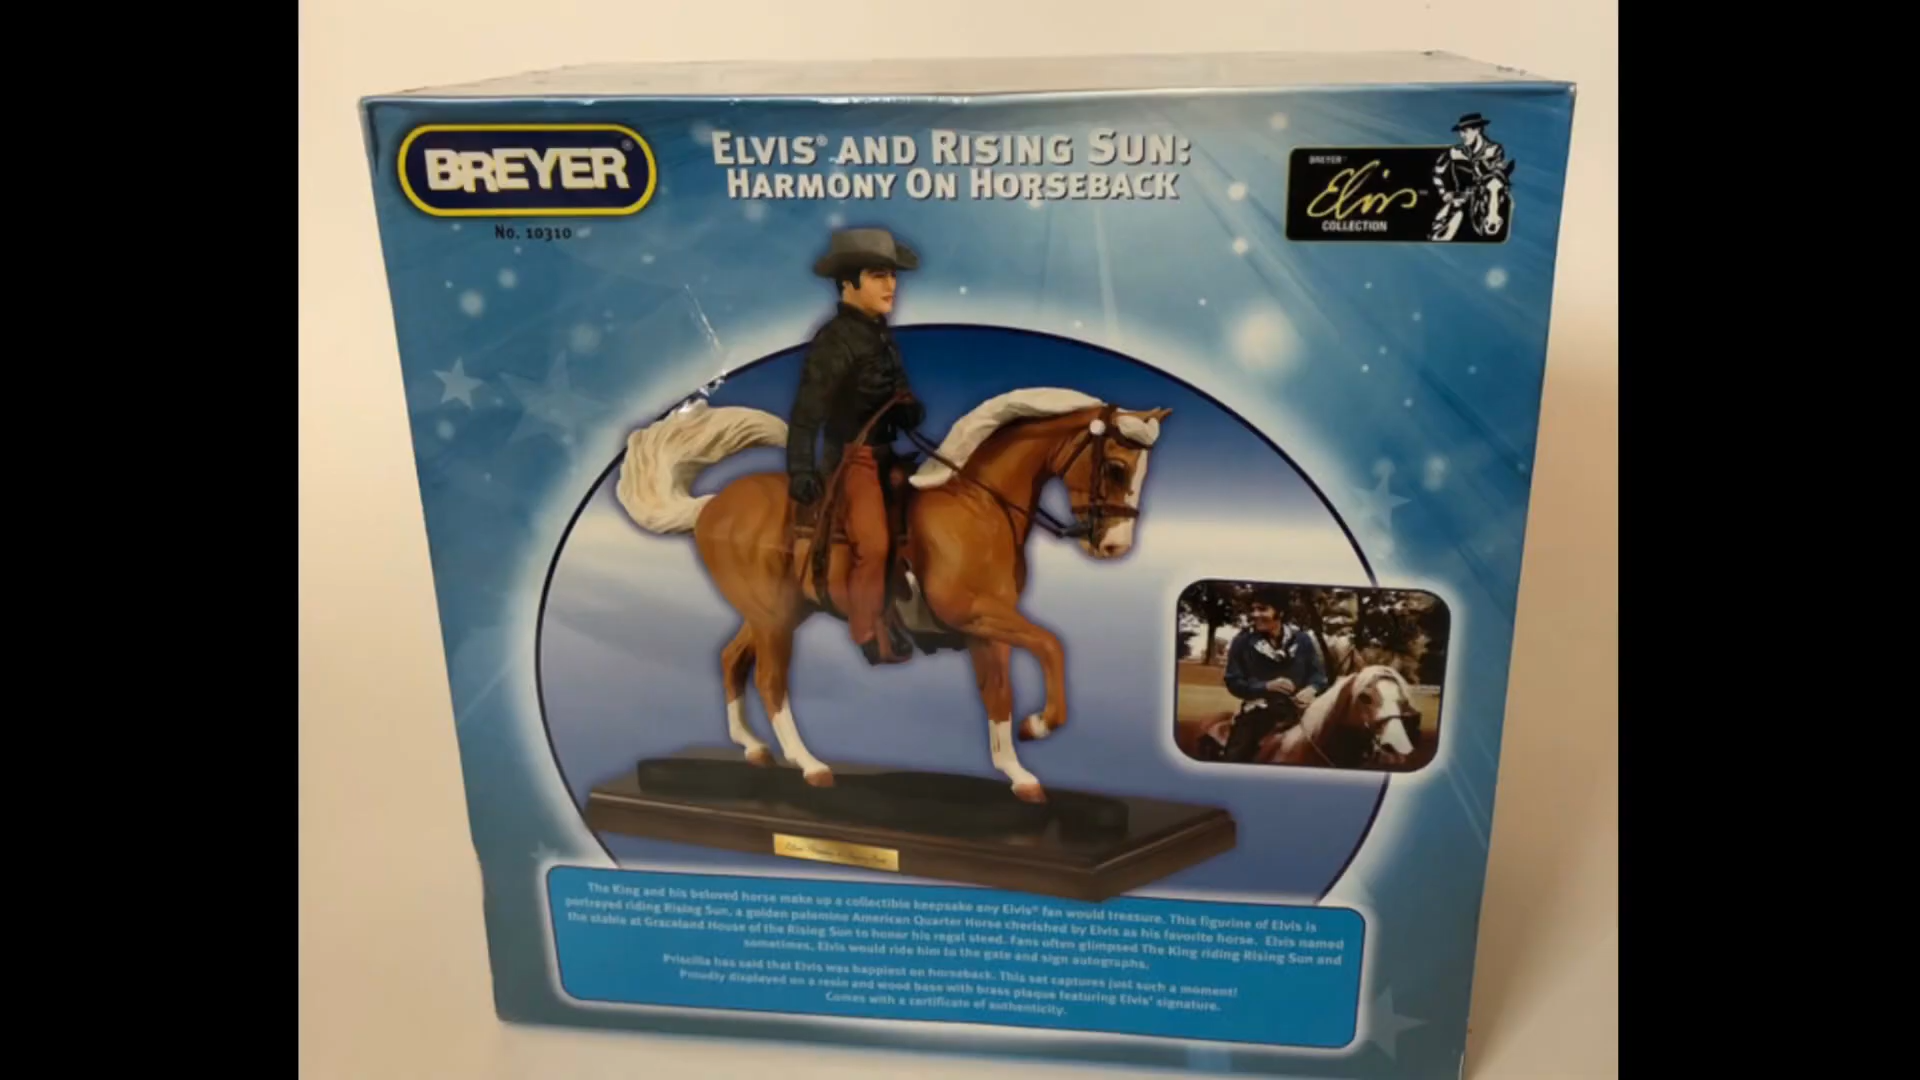 BREYER®
No. 10310
ELVIS® AND RISING SUN:
HARMONY ON HORSEBACK
BREYER™
Elvis™
COLLECTION
The King and his beloved horse make up a collectible keepsake any Elvis® fan would treasure. This figurine of Elvis is
portrayed riding Rising Sun, a golden palomino American Quarter Horse cherished by Elvis as his favorite horse. Elvis named
the stable at Graceland House of the Rising Sun to honor his regal steed. Fans often glimpsed The King riding Rising Sun and
sometimes, Elvis would ride him to the gate and sign autographs.
Priscilla has said that Elvis was happiest on horseback. This set captures just such a moment!
Proudly displayed on a resin and wood base with brass plaque featuring Elvis' signature.
Comes with a certificate of authenticity.